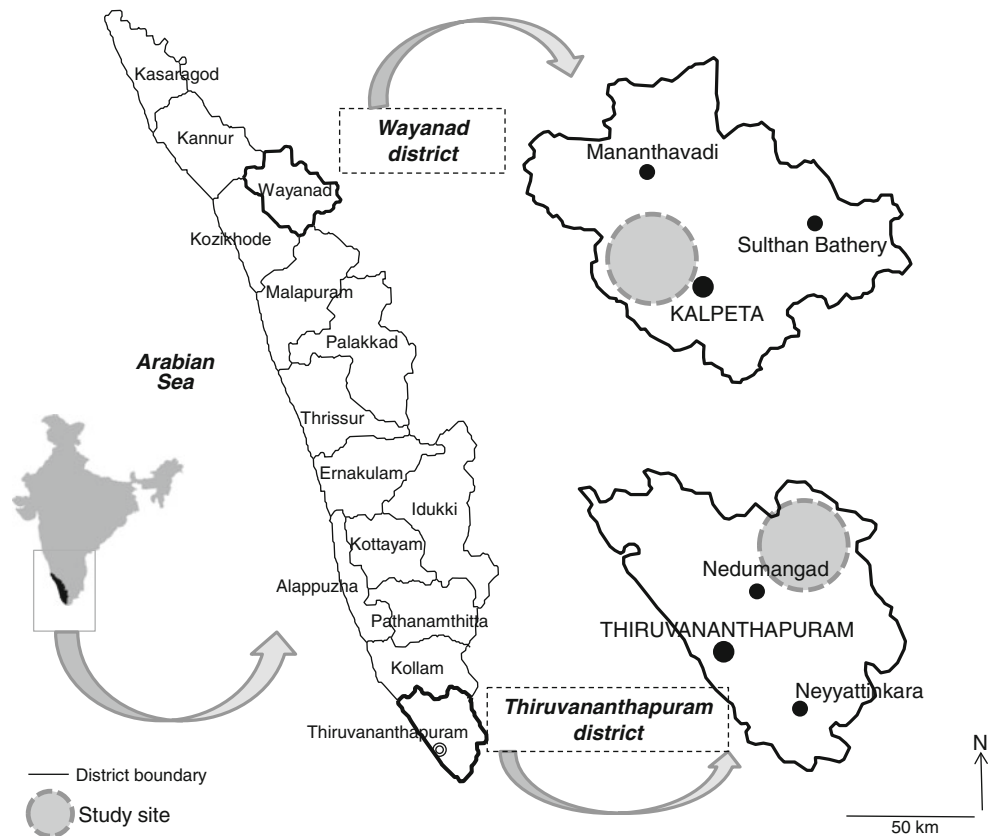 Kasaragod
Kannur
Wayanad
Kozikhode
Malapuram
Palakkad
Arabian
Sea
Thrissur
Ernakulam
Idukki
Kottayam
Alappuzha
Pathanamthitta
Kollam
Thiruvananthapuram
Wayanad
district
Mananthavadi
Sulthan Bathery
KALPETA
Nedumangad
THIRUVANANTHAPURAM
Neyyattinkara
Thiruvananthapuram
district
District boundary
Study site
N
50 km